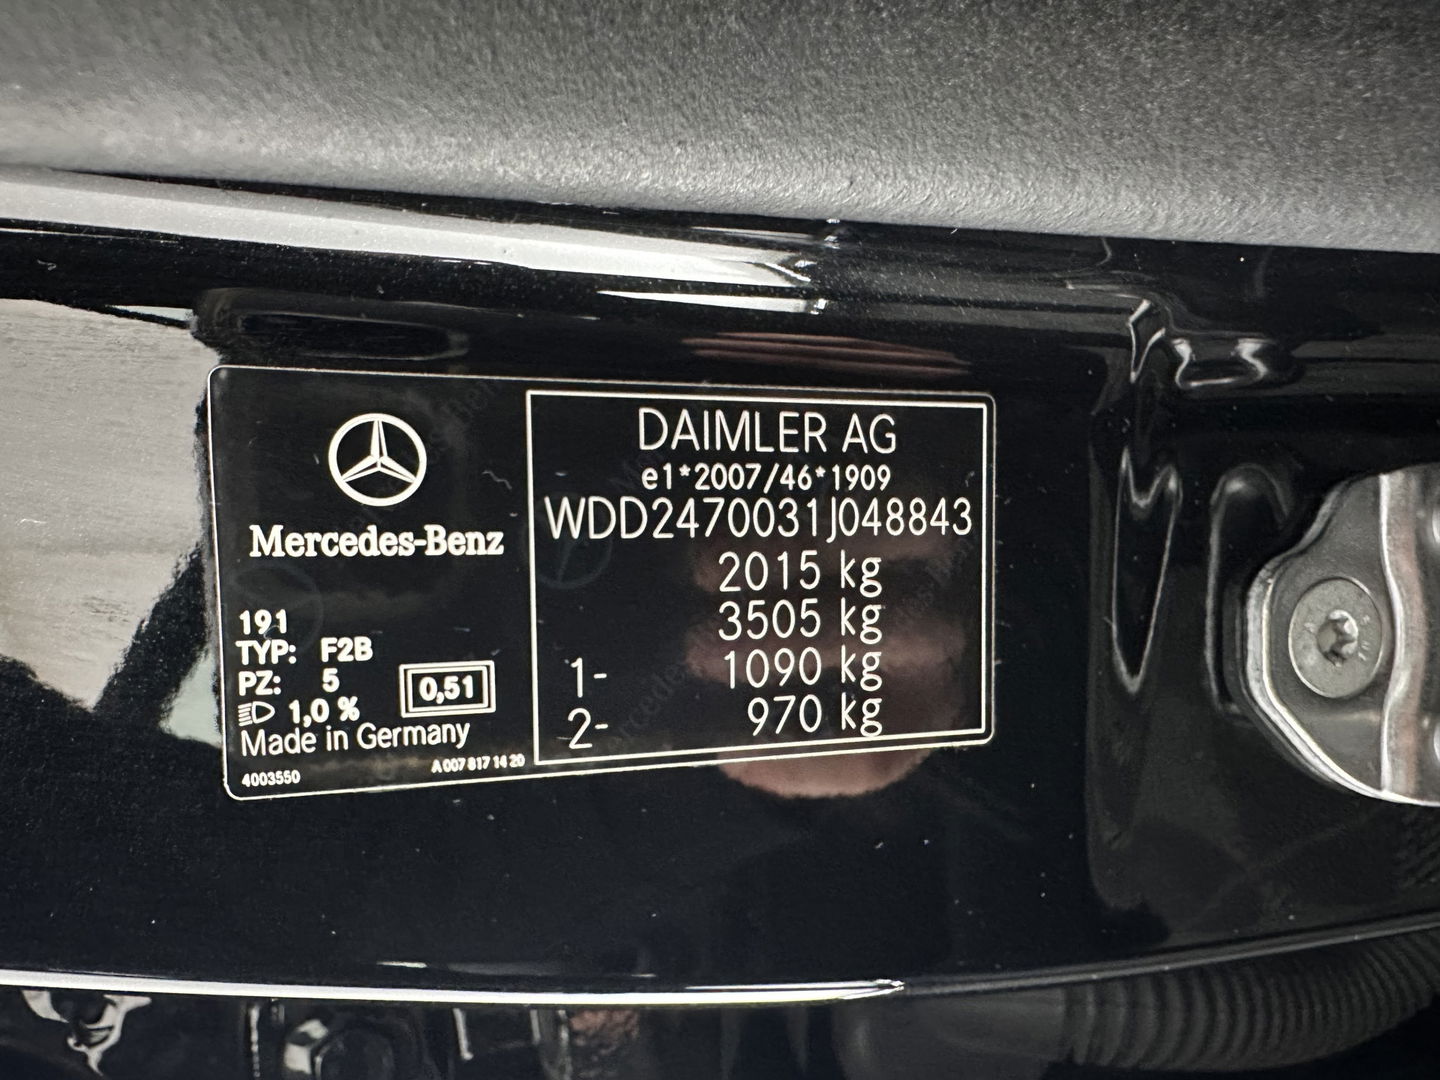 Mercedes-Benz
191
TYP: F2B
PZ: 5
1,0 %
0,51
Made in Germany
4003550
A 007 817 14 20
DAIMLER AG
e1*2007/46*1909
WDD2470031J048843
2015 kg
3505 kg
1- 1090 kg
2- 970 kg